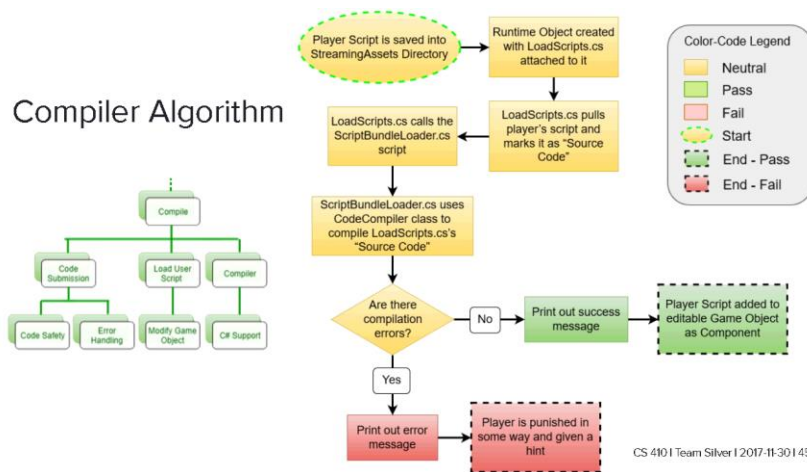 Compiler Algorithm
Compile
Code
Submission
Load User
Script
Compiler
Code Safety
Error
Handling
Modify Game
Object
C# Support
Player Script is saved into
StreamingAssets Directory
Runtime Object created
with LoadScripts.cs
attached to it
LoadScripts.cs pulls
player's script and
marks it as "Source
Code"
LoadScripts.cs calls the
ScriptBundleLoader.cs
script
ScriptBundleLoader.cs uses
CodeCompiler class to
compile LoadScripts.cs's
"Source Code"
Are there
compilation
errors?
No
Print out success
message
Player Script added to
editable Game Object
as Component
Yes
Print out error
message
Player is punished in
some way and given a
hint
Color-Code Legend
Neutral
Pass
Fail
Start
End - Pass
End - Fail
CS 410 I Team Silver I 2017-11-30 I 45